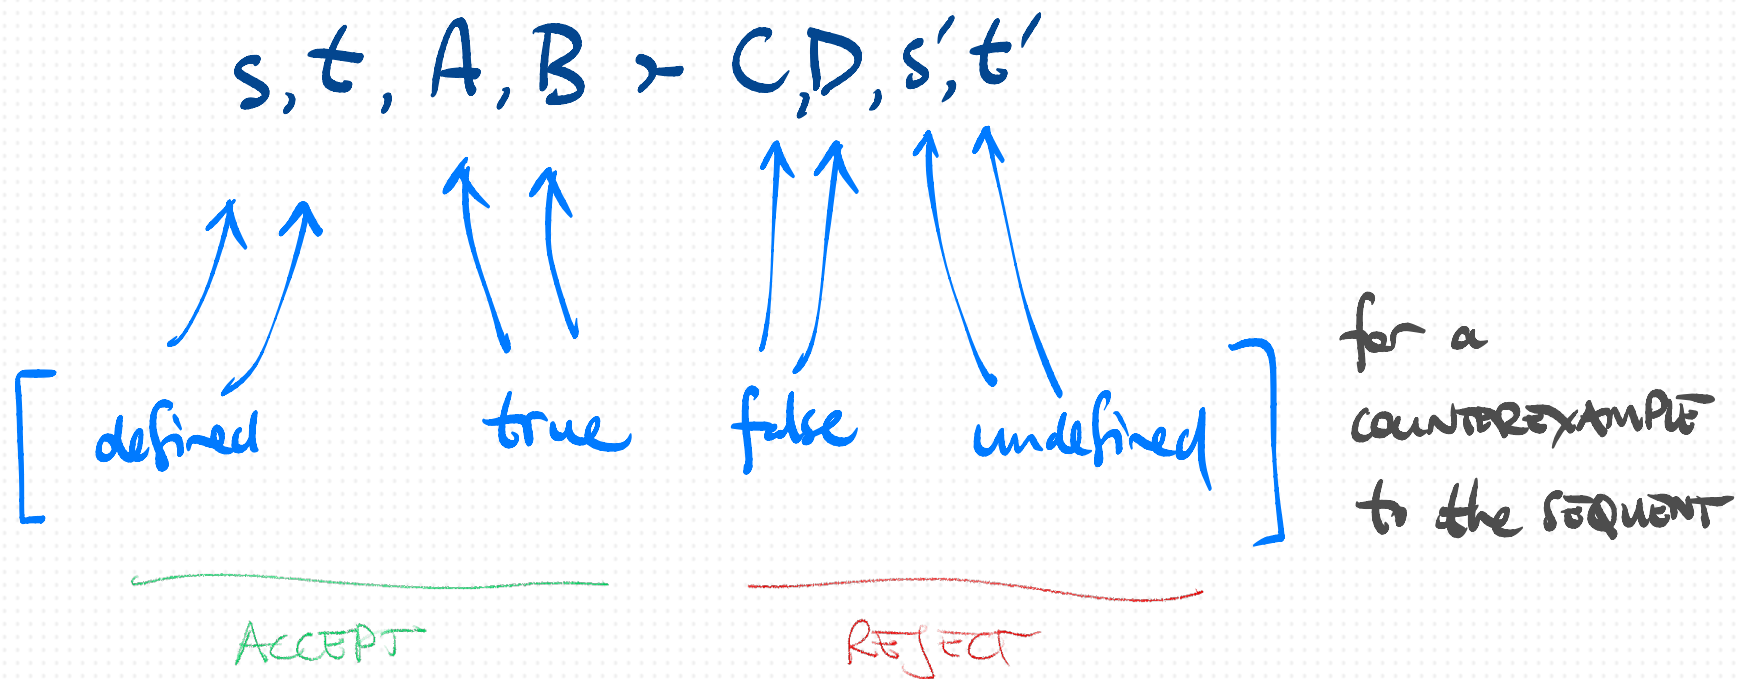 s, t, A, B ≻ C, D, s′, t′
[ defined true false undefined ]
for a
COUNTEREXAMPLE
to the SEQUENT
ACCEPT REJECT